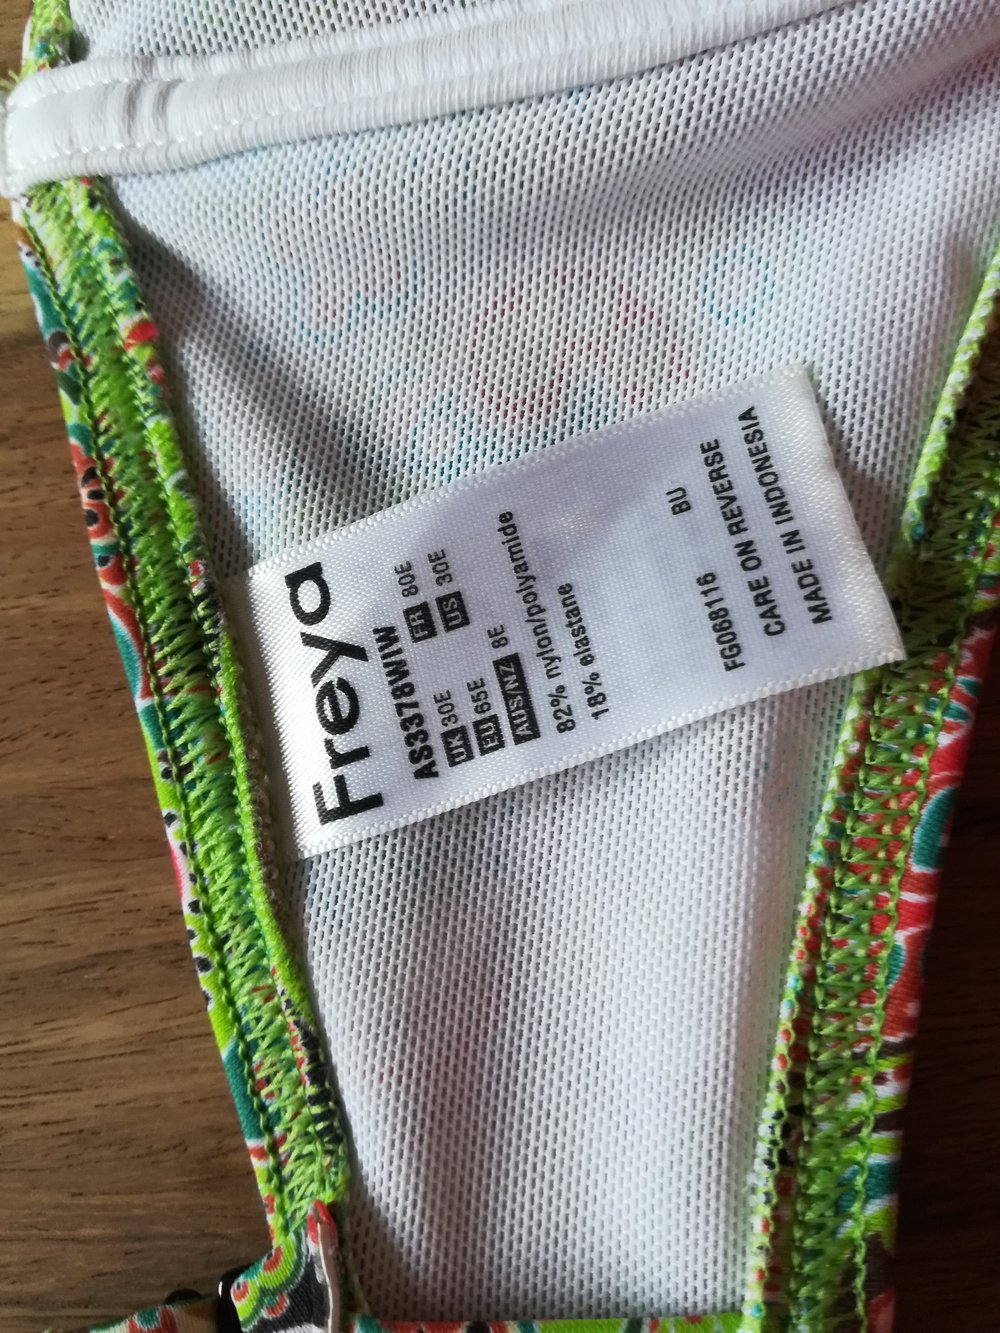 Freya
AS3378WIW
UK 30E FR 80E
EU 65E US 30E
AUS/NZ 8E
82% nylon/polyamide
18% elastane
FG068116 BU
CARE ON REVERSE
MADE IN INDONESIA